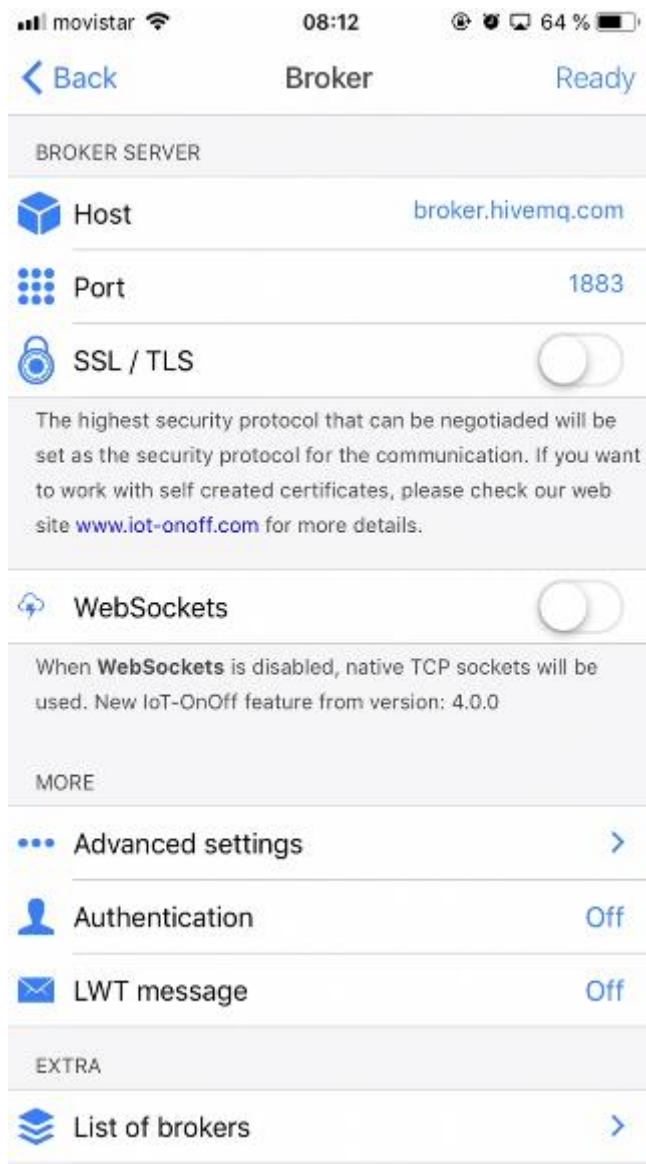 movistar 08:12 64 %
Back Broker Ready
BROKER SERVER
Host broker.hivemq.com
Port 1883
SSL / TLS
The highest security protocol that can be negotiaded will be
set as the security protocol for the communication. If you want
to work with self created certificates, please check our web
site www.iot-onoff.com for more details.
WebSockets
When WebSockets is disabled, native TCP sockets will be
used. New IoT-OnOff feature from version: 4.0.0
MORE
Advanced settings
Authentication Off
LWT message Off
EXTRA
List of brokers